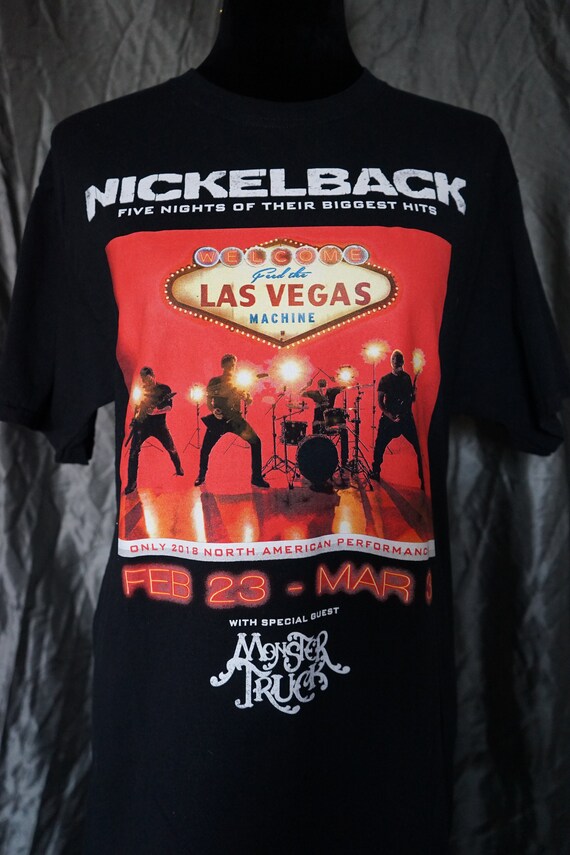 NICKELBACK
FIVE NIGHTS OF THEIR BIGGEST HITS
WELCOME
Feed the
LAS VEGAS
MACHINE
ONLY 2018 NORTH AMERICAN PERFORMANC
FEB 23 - MAR
WITH SPECIAL GUEST
MONSTER
TRUCK